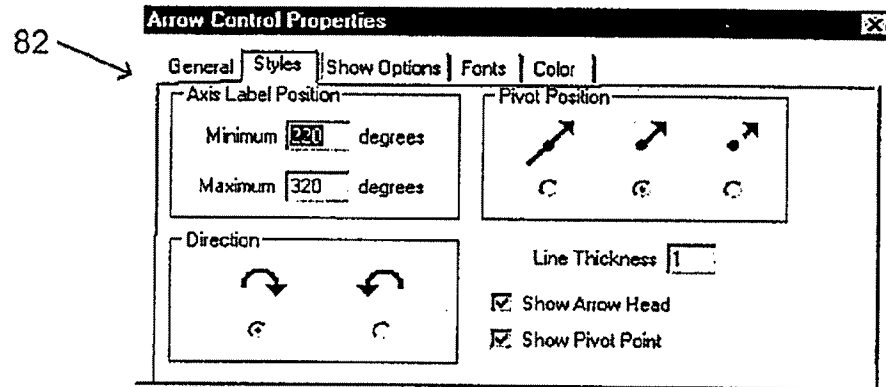 Arrow Control Properties
82
General Styles Show Options Fonts Color
Axis Label Position
Minimum 220 degrees
Maximum 320 degrees
Pivot Position
Direction
Line Thickness 1
Show Arrow Head
Show Pivot Point